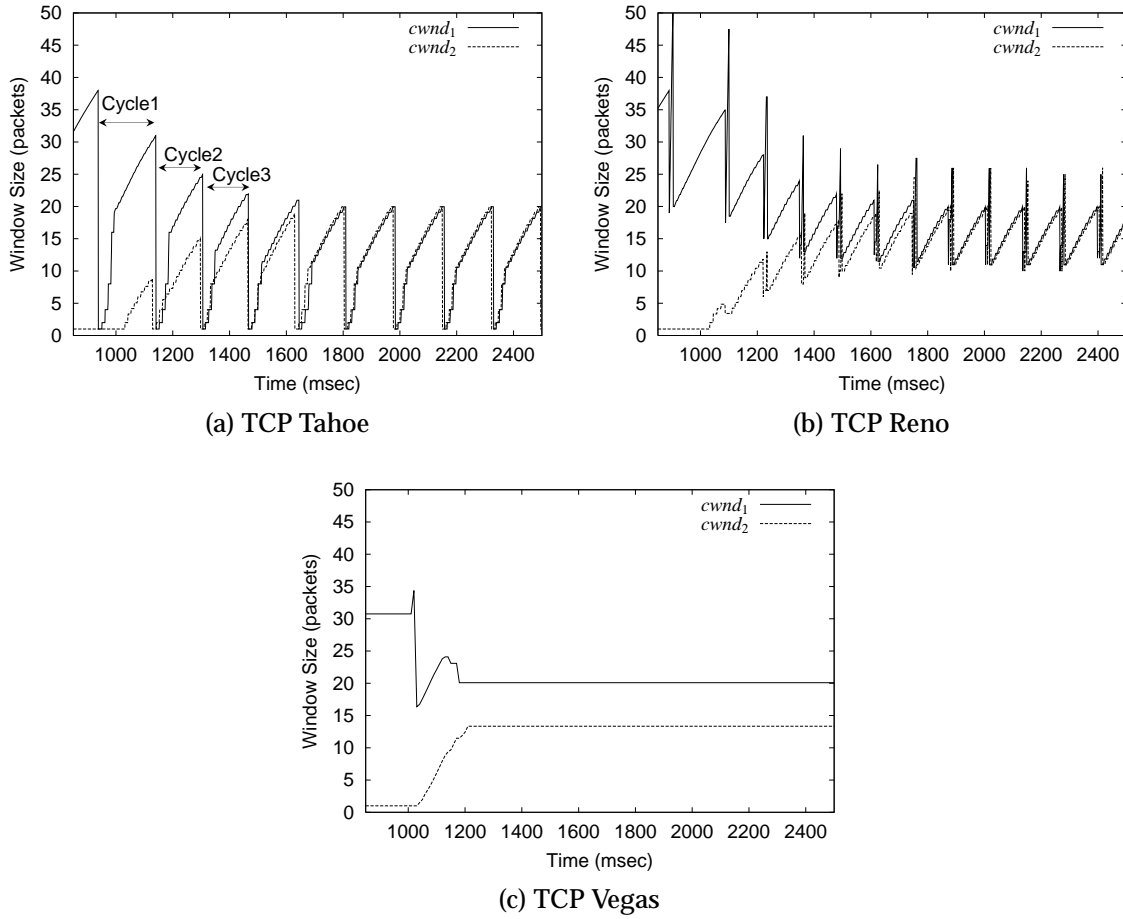 50
45
40
35
30
25
20
15
10
5
0
Window Size (packets)
cwnd1
cwnd2
Cycle1
Cycle2
Cycle3
1000 1200 1400 1600 1800 2000 2200 2400
Time (msec)
(a) TCP Tahoe
50
45
40
35
30
25
20
15
10
5
0
Window Size (packets)
cwnd1
cwnd2
1000 1200 1400 1600 1800 2000 2200 2400
Time (msec)
(b) TCP Reno
50
45
40
35
30
25
20
15
10
5
0
Window Size (packets)
cwnd1
cwnd2
1000 1200 1400 1600 1800 2000 2200 2400
Time (msec)
(c) TCP Vegas